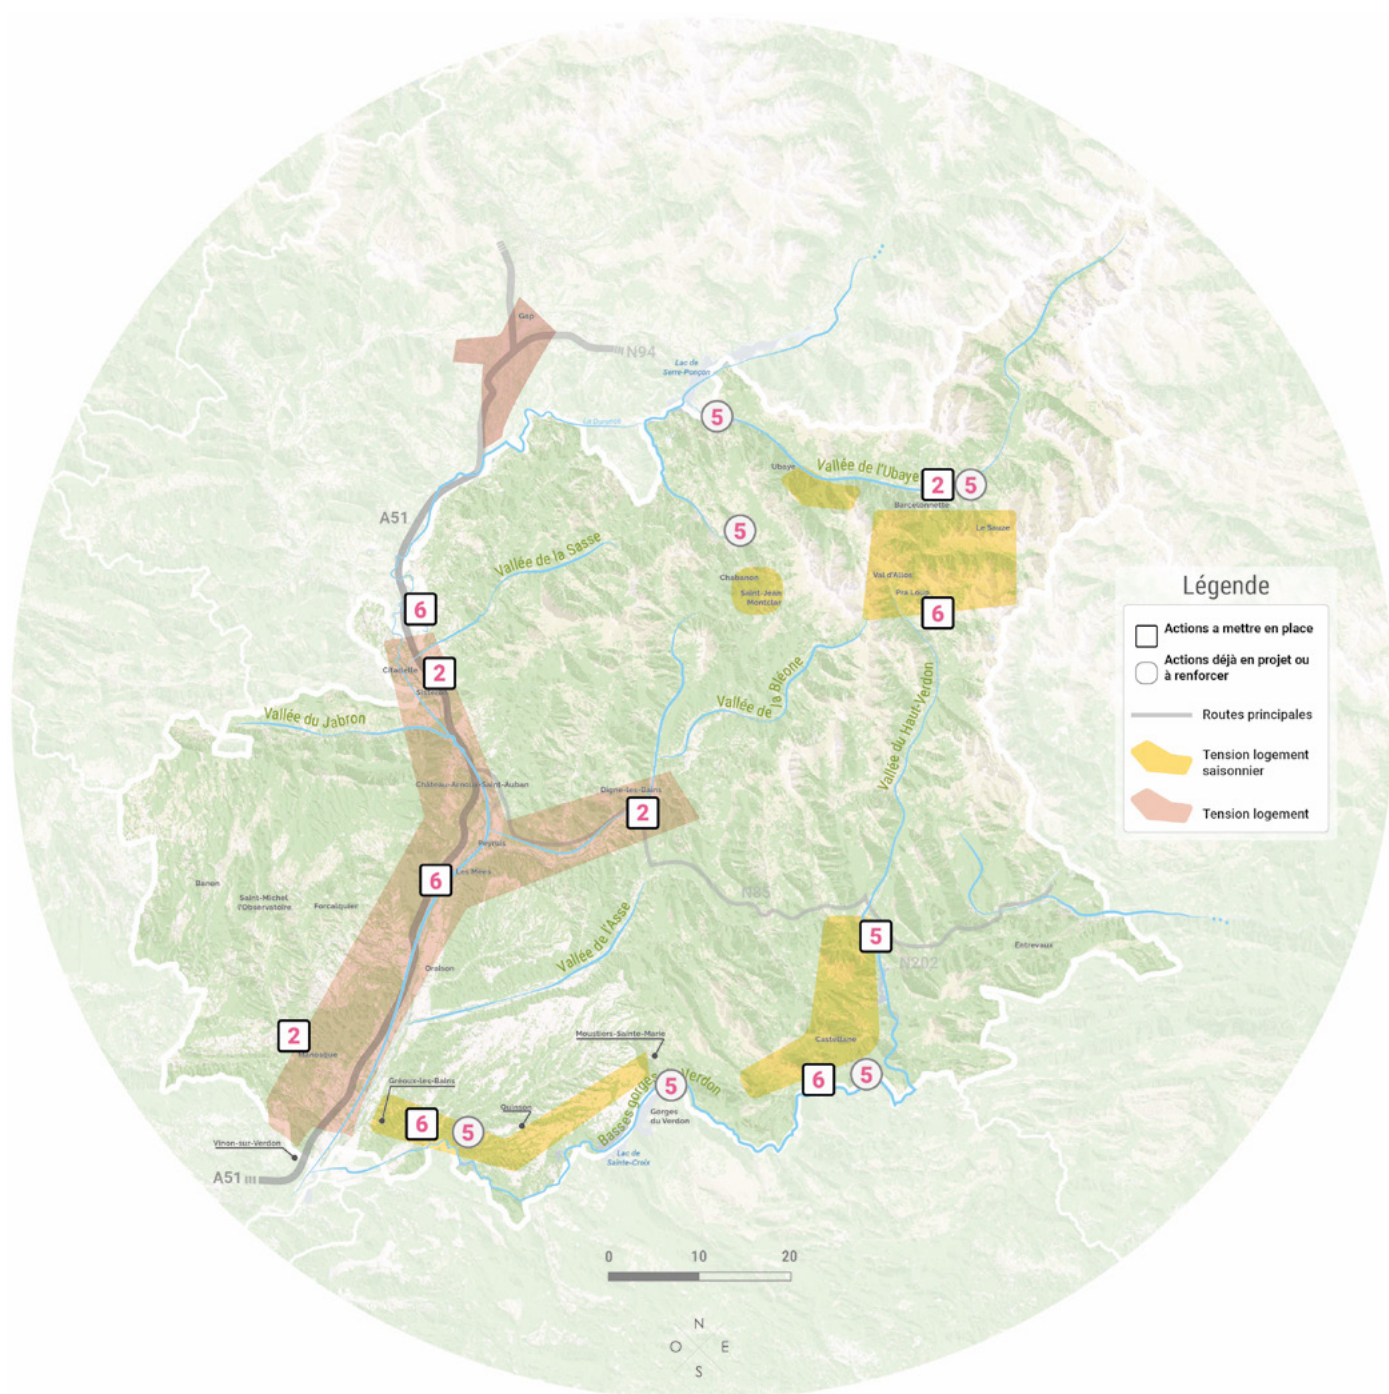 Gap
N94
Lac de
Serre-Ponçon
La Durance
5
Ubaye
Vallée de l'Ubaye
2
5
Barcelonnette
A51
5
Le Sauze
Vallée de la Sasse
Chabanon
Saint-Jean
Montclar
Val d'Allos
Pra Loup
6
6
Citadelle
2
Vallée du Jabron
Vallée de
la Bléone
Vallée du Haut-Verdon
Château-Arnoux-Saint-Auban
Digne-les-Bains
2
Peyruis
6
Les Mées
Banon
Saint-Michel
l'Observatoire
Forcalquier
N85
5
N202
Entrevaux
Vallée de l'Asse
Oraison
2
Manosque
Moustiers-Sainte-Marie
Castellane
Gréoux-les-Bains
6
5
Quinson
Basses gorges
Verdon
5
6
5
Gorges
du Verdon
Vinon-sur-Verdon
Lac de
Sainte-Croix
A51
Légende
Actions a mettre en place
Actions déjà en projet ou
à renforcer
Routes principales
Tension logement
saisonnier
Tension logement
0 10 20
N
O E
S